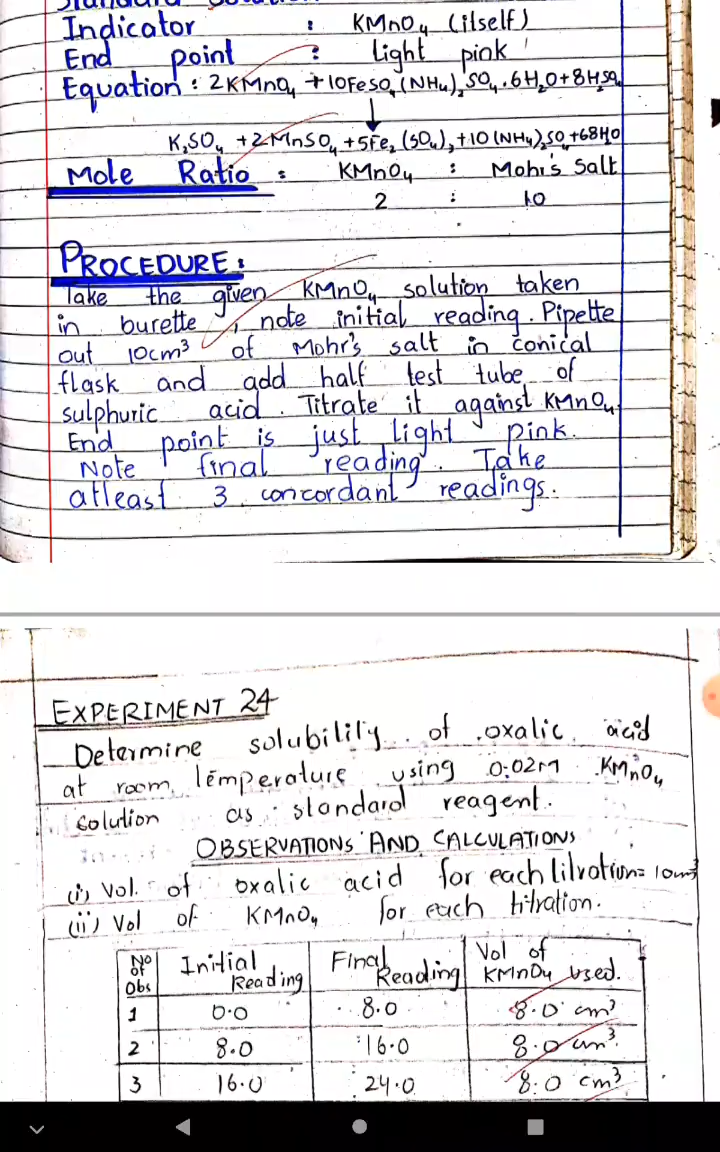 Standard Solution
Indicator : KMnO₄ (itself)
End point : light pink
Equation : 2KMnO₄ + 10FeSO₄(NH₄)₂SO₄.6H₂O+8H₂SO₄
↓
K₂SO₄ +2MnSO₄+5Fe₂(SO₄)₃+10(NH₄)₂SO₄+68H₂O
Mole Ratio : KMnO₄ : Mohr's Salt
2 : 10
PROCEDURE:
Take the given KMnO₄ solution taken
in burette, note initial reading. Pipette
out 10cm³ of Mohr's salt in conical
flask and add half test tube of
sulphuric acid. Titrate it against KMnO₄.
End point is just light pink.
Note final reading. Take
atleast 3 concordant readings.
EXPERIMENT 24
Determine solubility of oxalic acid
at room temperature using 0.02M KMnO₄
solution as standard reagent.
OBSERVATIONS AND CALCULATIONS
(i) Vol. of oxalic acid for each titration= 10cm³
(ii) Vol of KMnO₄ for each titration.
No of Obs Initial Reading Final Reading Vol of KMnO₄ used.
1 0.0 8.0 8.0 cm³
2 8.0 16.0 8.0 cm³.
3 16.0 24.0 8.0 cm³